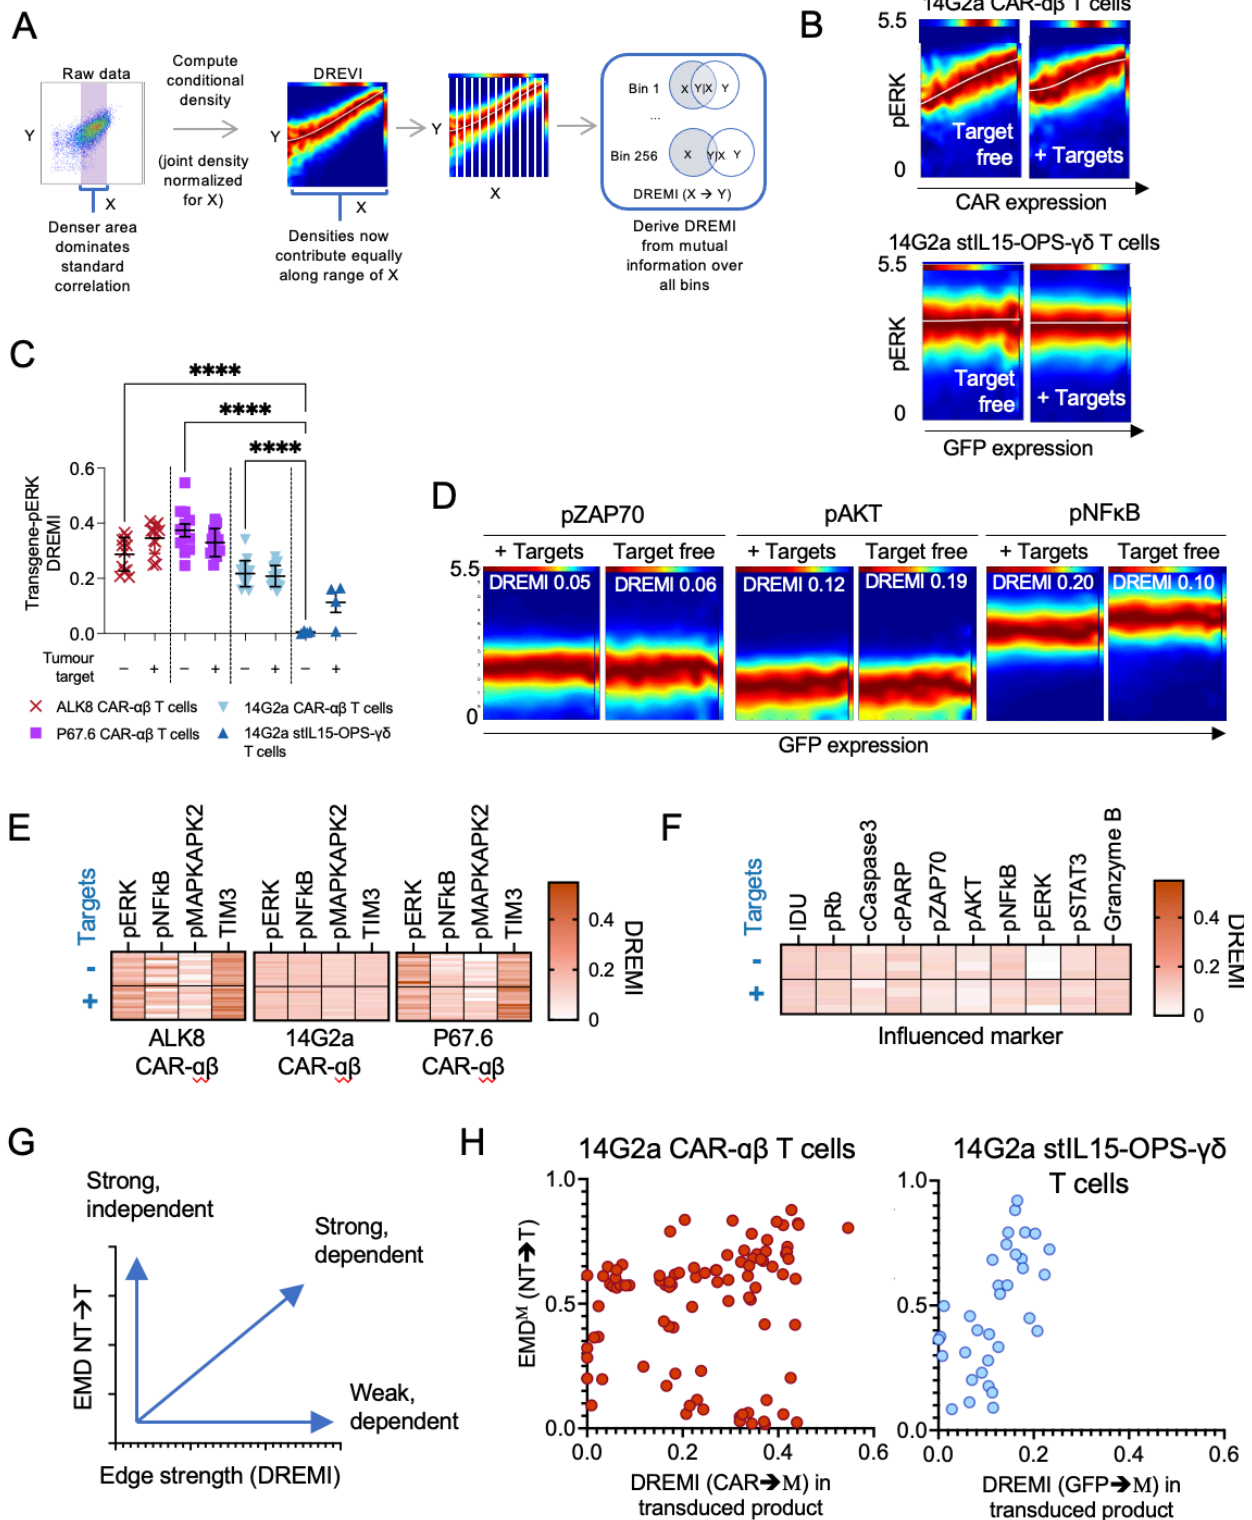 A
Raw data
Y
X
Denser area
dominates
standard
correlation
Compute
conditional
density
(joint density
normalized
for X)
DREVI
Y
X
Densities now
contribute equally
along range of X
Y
X
Bin 1
X Y|X Y
...
Bin 256
X Y|X Y
DREMI (X → Y)
Derive DREMI
from mutual
information over
all bins
B
14G2a CAR-αβ T cells
5.5
pERK
0
Target
free
+ Targets
CAR expression
14G2a stIL15-OPS-γδ T cells
5.5
pERK
0
Target
free
+ Targets
GFP expression
C
****
****
****
Transgene-pERK
DREMI
0.6
0.4
0.2
0.0
Tumour
target
− + − + − + − +
ALK8 CAR-αβ T cells
P67.6 CAR-αβ T cells
14G2a CAR-αβ T cells
14G2a stIL15-OPS-γδ
T cells
D
pZAP70 pAKT pNFκB
+ Targets Target free + Targets Target free + Targets Target free
5.5
DREMI 0.05 DREMI 0.06 DREMI 0.12 DREMI 0.19 DREMI 0.20 DREMI 0.10
0
GFP expression
E
Targets
- +
pERK pNFkB pMAPKAPK2 TIM3
pERK pNFkB pMAPKAPK2 TIM3
pERK pNFkB pMAPKAPK2 TIM3
ALK8
CAR-αβ
14G2a
CAR-αβ
P67.6
CAR-αβ
0.4
0.2
0
DREMI
F
Targets
- +
IDU pRb cCaspase3 cPARP pZAP70 pAKT pNFkB pERK pSTAT3 Granzyme B
Influenced marker
0.4
0.2
0
DREMI
G
Strong,
independent
Strong,
dependent
Weak,
dependent
EMD NT→T
Edge strength (DREMI)
H
14G2a CAR-αβ T cells
EMDᴹ (NT→T)
1.0
0.5
0.0
0.0 0.2 0.4 0.6
DREMI (CAR→M) in
transduced product
14G2a stIL15-OPS-γδ
T cells
1.0
0.5
0.0
0.0 0.2 0.4 0.6
DREMI (GFP→M) in
transduced product